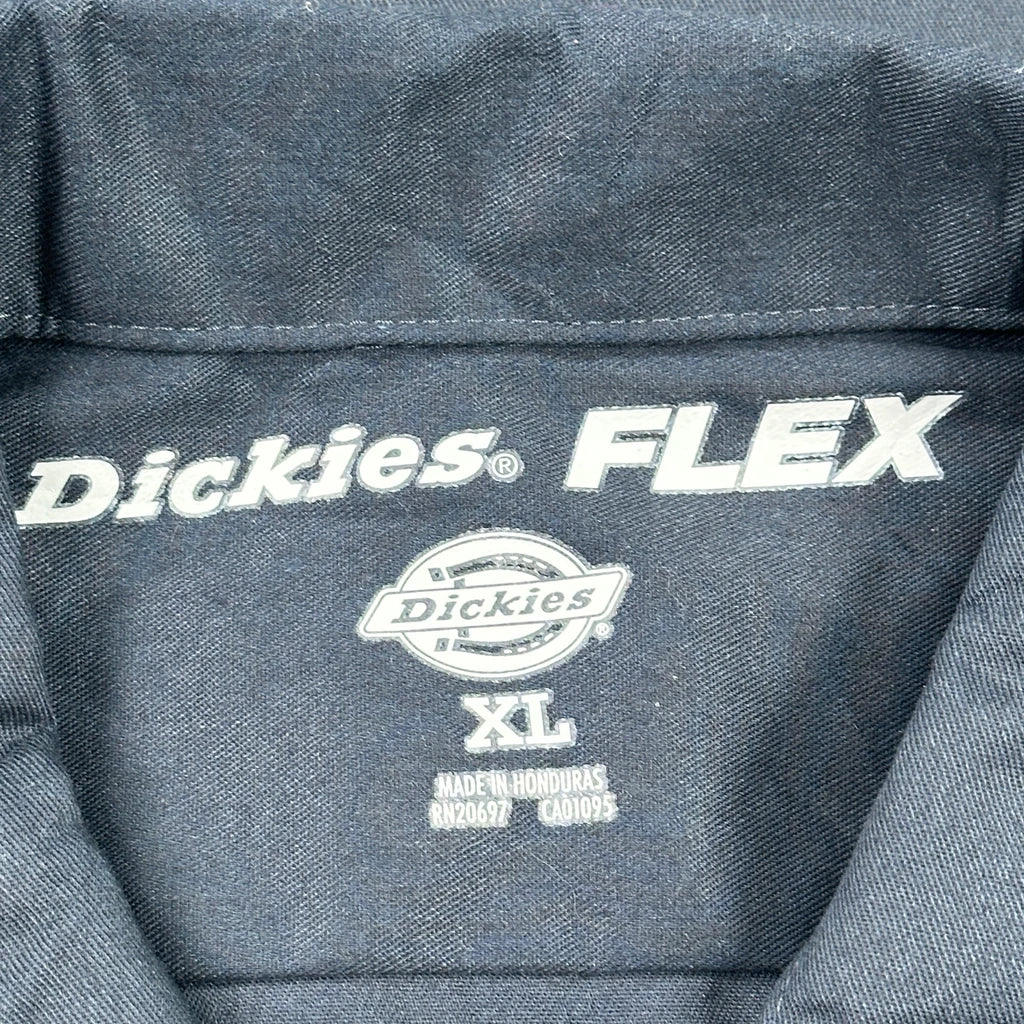 Dickies® FLEX
Dickies®
XL
MADE IN HONDURAS
RN20697 CA01095